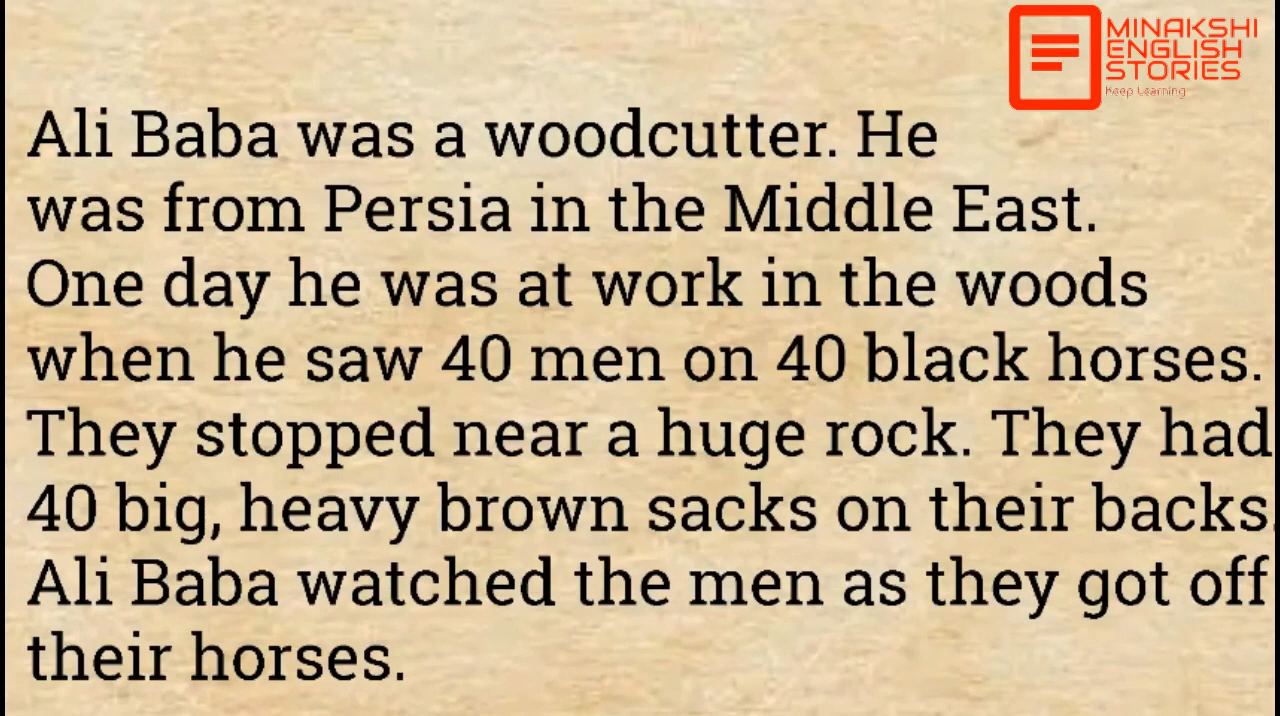 MINAKSHI
ENGLISH
STORIES
Keep Learning
Ali Baba was a woodcutter. He
was from Persia in the Middle East.
One day he was at work in the woods
when he saw 40 men on 40 black horses.
They stopped near a huge rock. They had
40 big, heavy brown sacks on their backs.
Ali Baba watched the men as they got off
their horses.